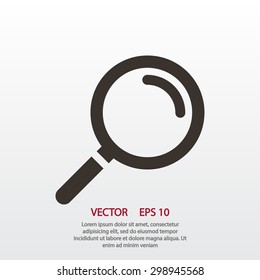 VECTOR EPS 10
Lorem ipsum dolor sit amet, consectetur
adipiscing elit, sed do eiusmod tempor
incididunt ut labore et dolore magna aliqua.
Ut enim ad minim veniam
www.shutterstock.com · 298945568